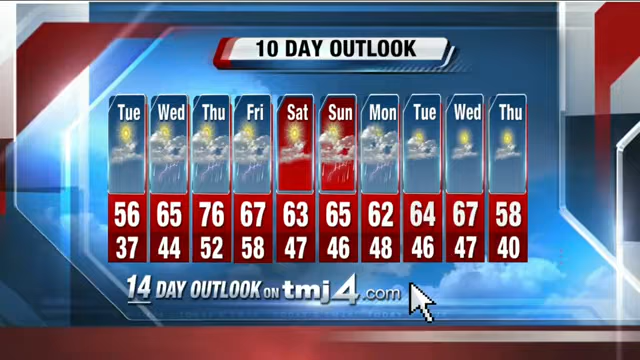 10 DAY OUTLOOK
Tue Wed Thu Fri Sat Sun Mon Tue Wed Thu
56 65 76 67 63 65 62 64 67 58
37 44 52 58 47 46 48 46 47 40
14 DAY OUTLOOK ON tmj4.com